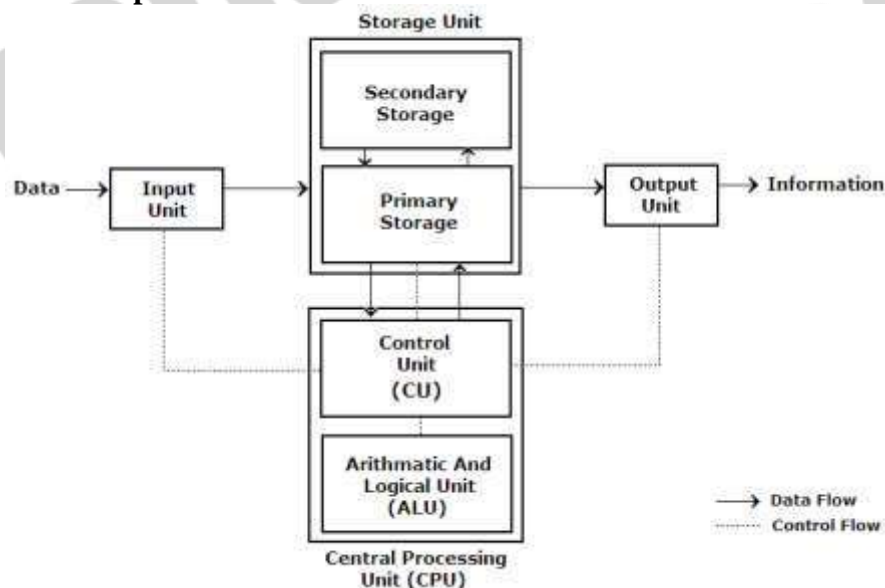 Storage Unit
Secondary
Storage
Data
Input
Unit
Primary
Storage
Output
Unit
Information
Control
Unit
(CU)
Arithmatic And
Logical Unit
(ALU)
Data Flow
Control Flow
Central Processing
Unit (CPU)